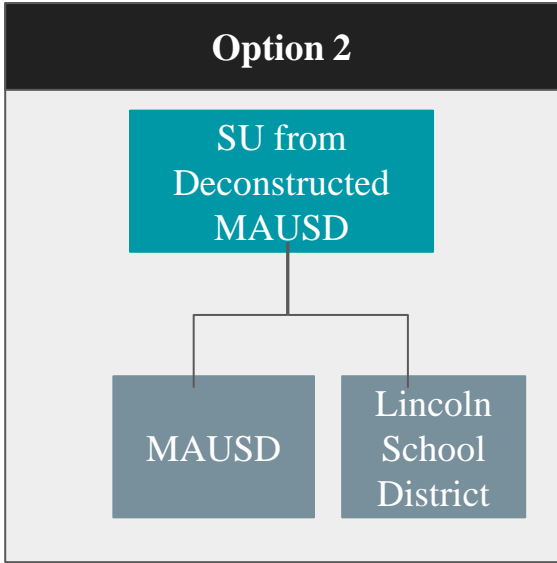 Option 2
SU from
Deconstructed
MAUSD
MAUSD
Lincoln
School
District